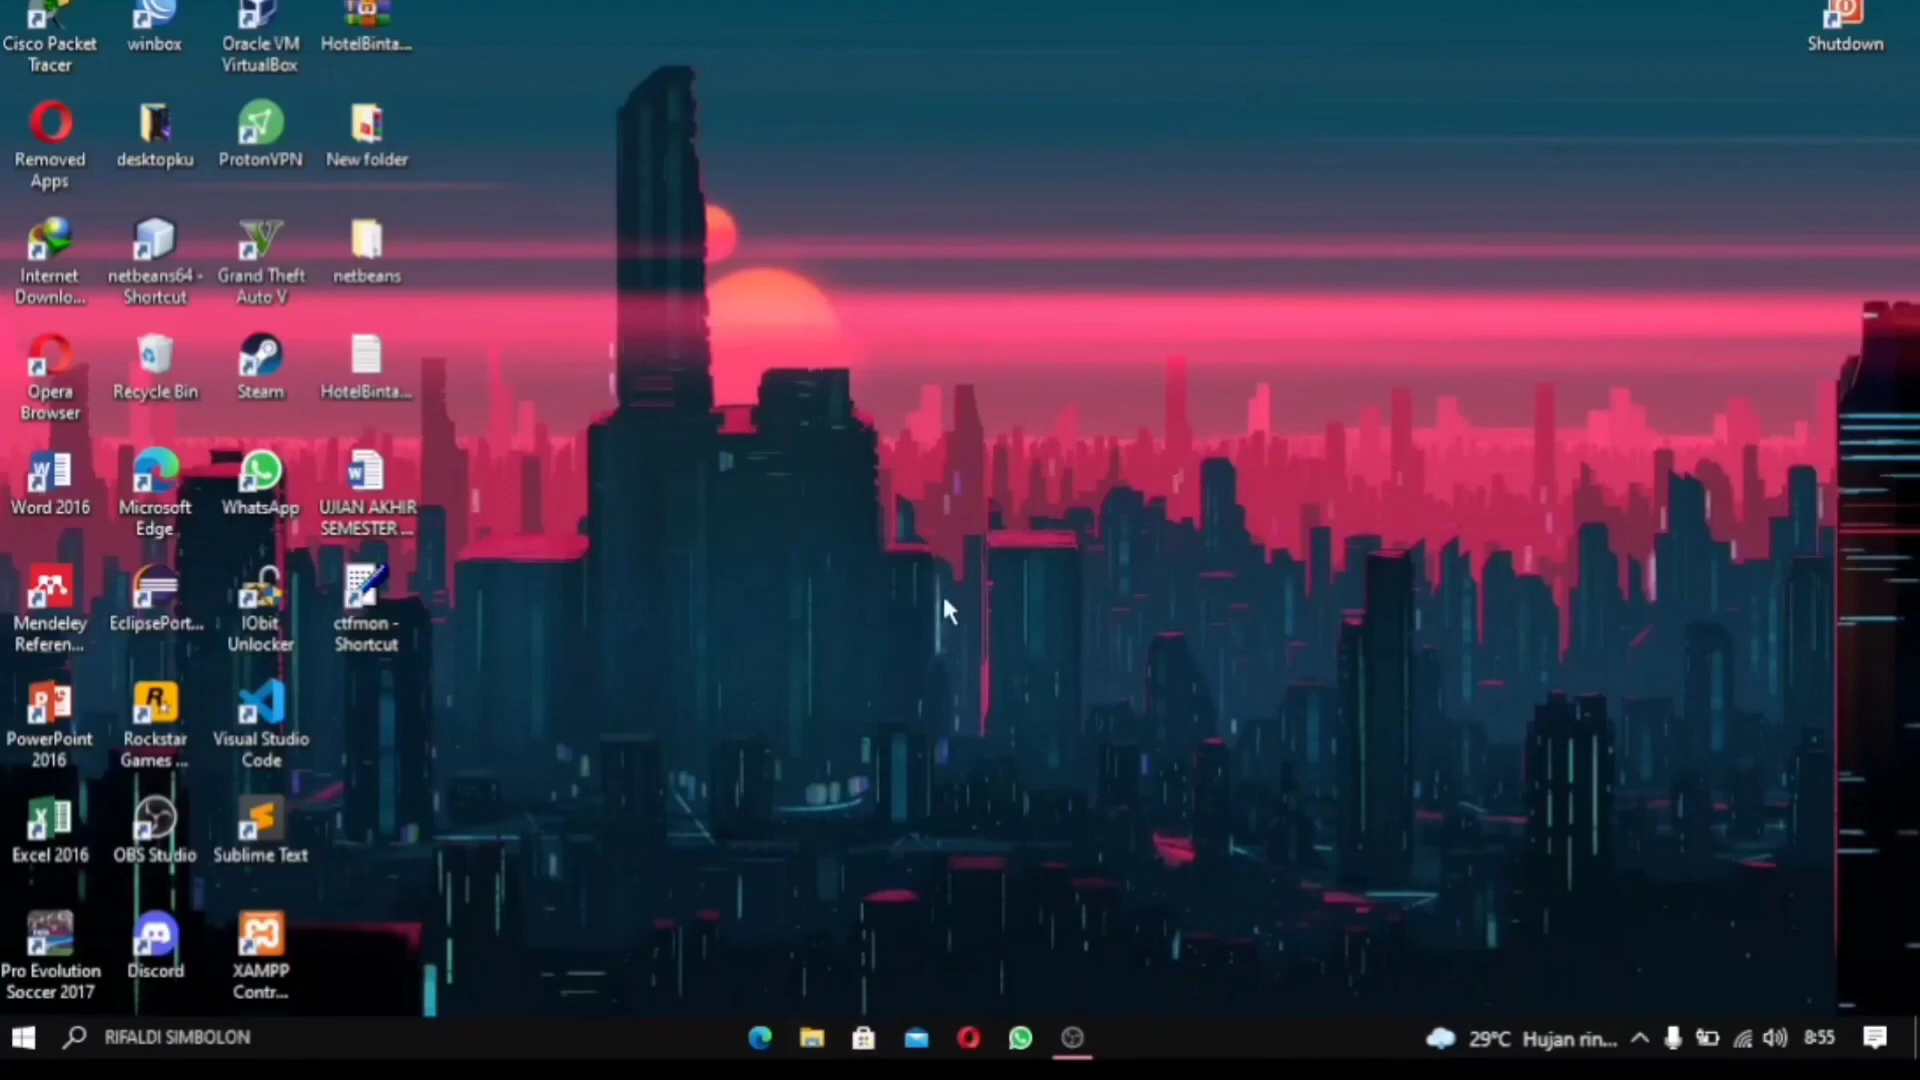 Cisco Packet
Tracer
winbox
Oracle VM
VirtualBox
HotelBinta...
Shutdown
Removed
Apps
desktopku
ProtonVPN
New folder
Internet
Downlo...
netbeans64 -
Shortcut
Grand Theft
Auto V
netbeans
Opera
Browser
Recycle Bin
Steam
HotelBinta...
Word 2016
Microsoft
Edge
WhatsApp
UJIAN AKHIR
SEMESTER ...
Mendeley
Referen...
EclipsePort...
IObit
Unlocker
ctfmon -
Shortcut
PowerPoint
2016
Rockstar
Games ...
Visual Studio
Code
Excel 2016
OBS Studio
Sublime Text
Pro Evolution
Soccer 2017
Discord
XAMPP
Contr...
RIFALDI SIMBOLON
29°C Hujan rin...
8:55